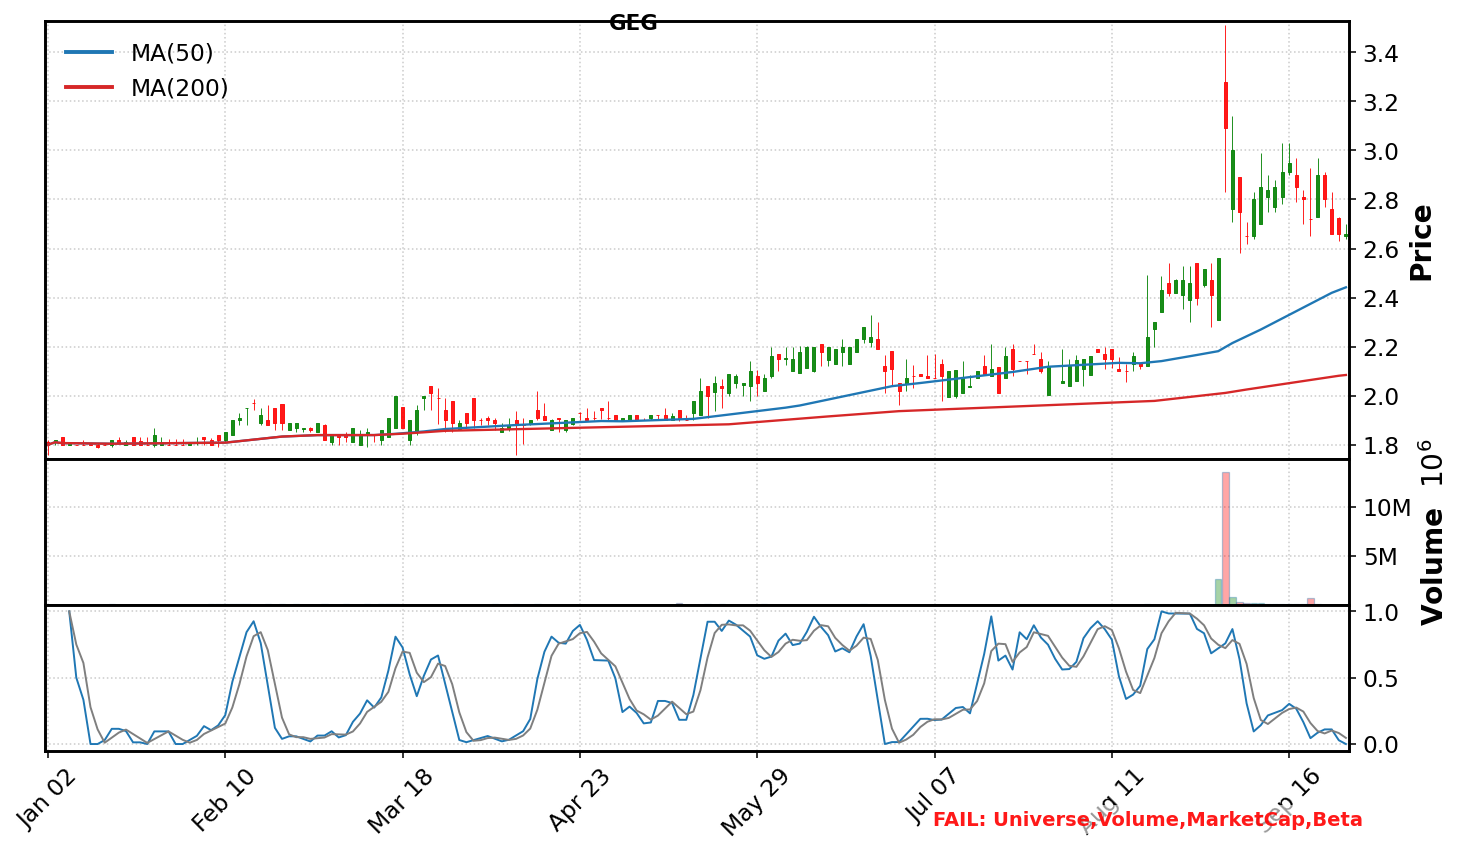 GEG
MA(50)
MA(200)
3.4
3.2
3.0
2.8
2.6
2.4
2.2
2.0
1.8
Price
10M
5M
Volume 10^6
1.0
0.5
0.0
Jan 02
Feb 10
Mar 18
Apr 23
May 29
Jul 07
Aug 11
Sep 16
FAIL: Universe,Volume,MarketCap,Beta